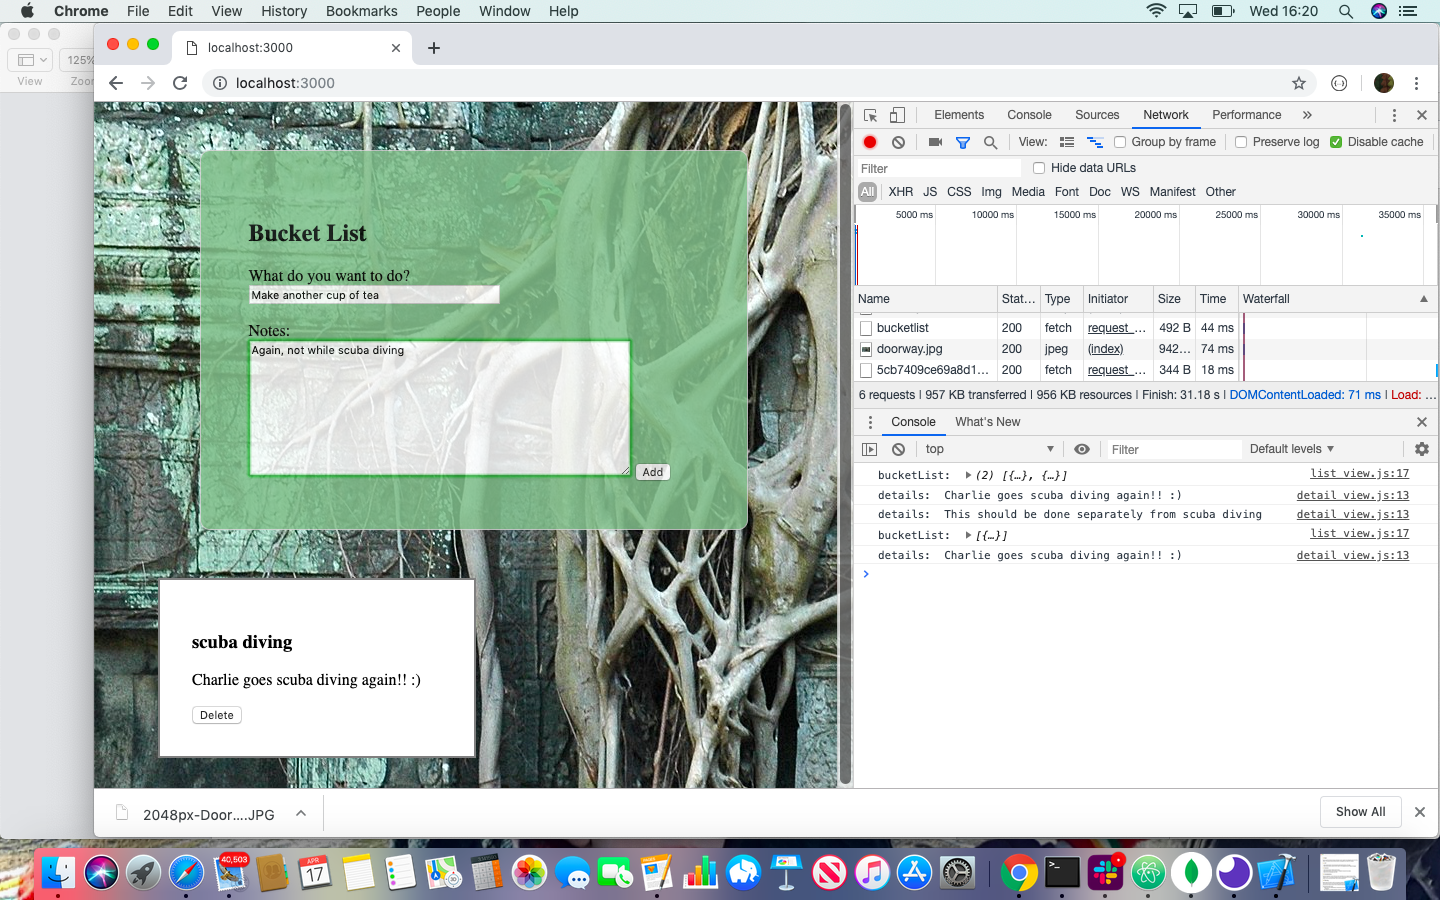 Chrome File Edit View History Bookmarks People Window Help Wed 16:20
125%
View Zoo
localhost:3000
localhost:3000
Bucket List
What do you want to do?
Make another cup of tea
Notes:
Again, not while scuba diving
Add
scuba diving
Charlie goes scuba diving again!! :)
Delete
Elements Console Sources Network Performance »
View: Group by frame Preserve log Disable cache
Filter Hide data URLs
All XHR JS CSS Img Media Font Doc WS Manifest Other
5000 ms 10000 ms 15000 ms 20000 ms 25000 ms 30000 ms 35000 ms
Name Stat... Type Initiator Size Time Waterfall
bucketlist 200 fetch request_... 492 B 44 ms
doorway.jpg 200 jpeg (index) 942... 74 ms
5cb7409ce69a8d1... 200 fetch request_... 344 B 18 ms
6 requests | 957 KB transferred | 956 KB resources | Finish: 31.18 s | DOMContentLoaded: 71 ms | Load: ...
Console What's New
top Filter Default levels
bucketList: (2) [{…}, {…}] list_view.js:17
details: Charlie goes scuba diving again!! :) detail_view.js:13
details: This should be done separately from scuba diving detail_view.js:13
bucketList: [{…}] list_view.js:17
details: Charlie goes scuba diving again!! :) detail_view.js:13
2048px-Door....JPG
Show All
40,503
APR
17